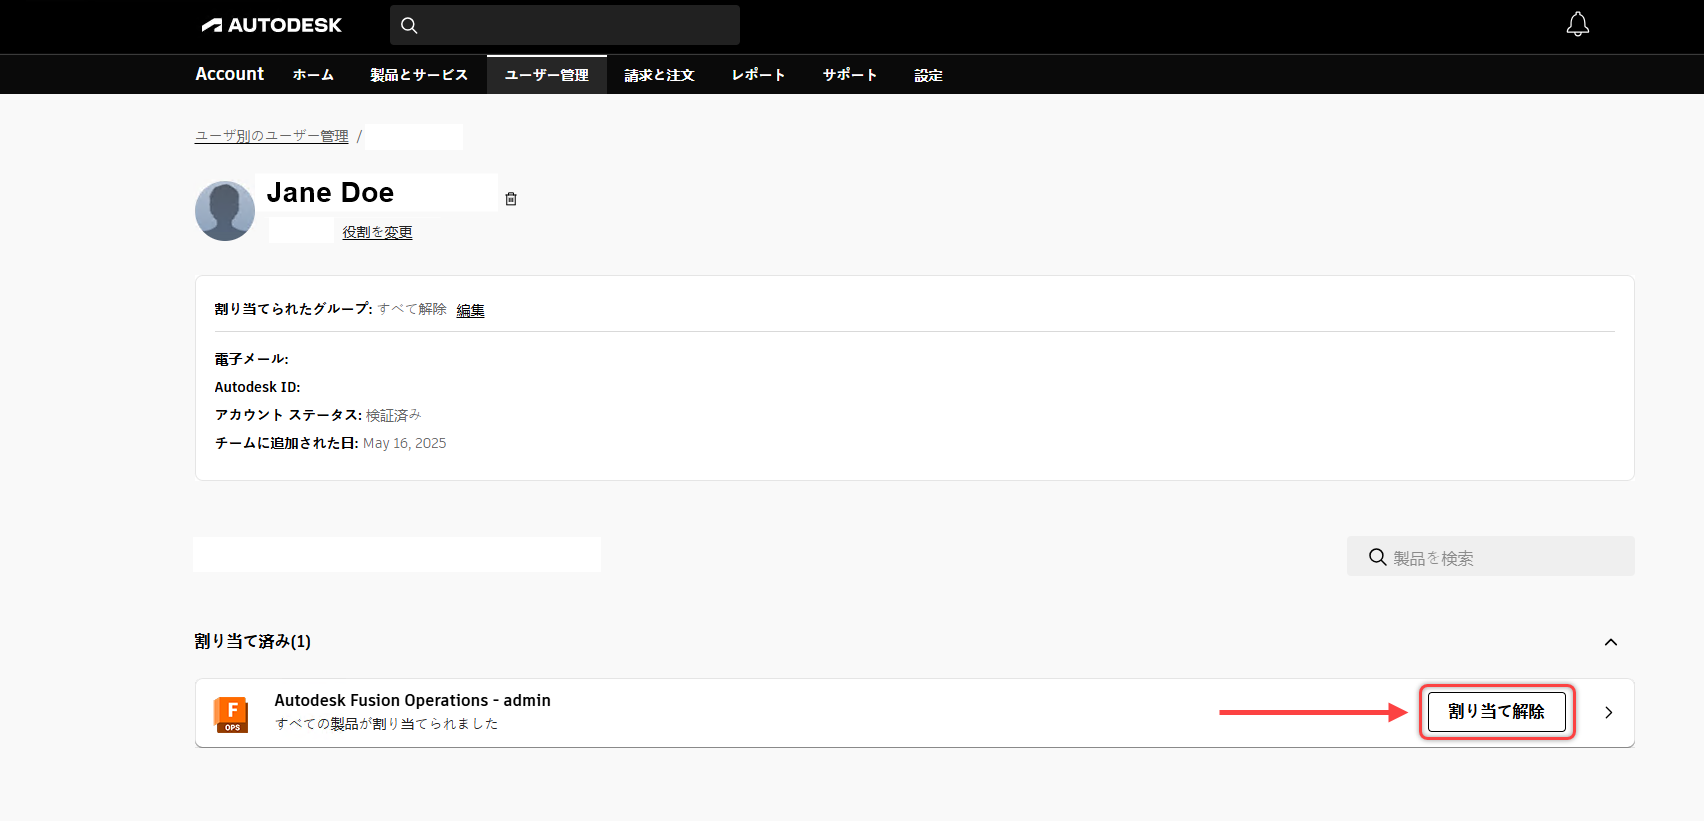 AUTODESK
Account ホーム 製品とサービス ユーザー管理 請求と注文 レポート サポート 設定
ユーザ別のユーザー管理 /
Jane Doe
役割を変更
割り当てられたグループ: すべて解除 編集
電子メール:
Autodesk ID:
アカウント ステータス: 検証済み
チームに追加された日: May 16, 2025
製品を検索
割り当て済み(1)
F
OPS
Autodesk Fusion Operations - admin
すべての製品が割り当てられました
割り当て解除